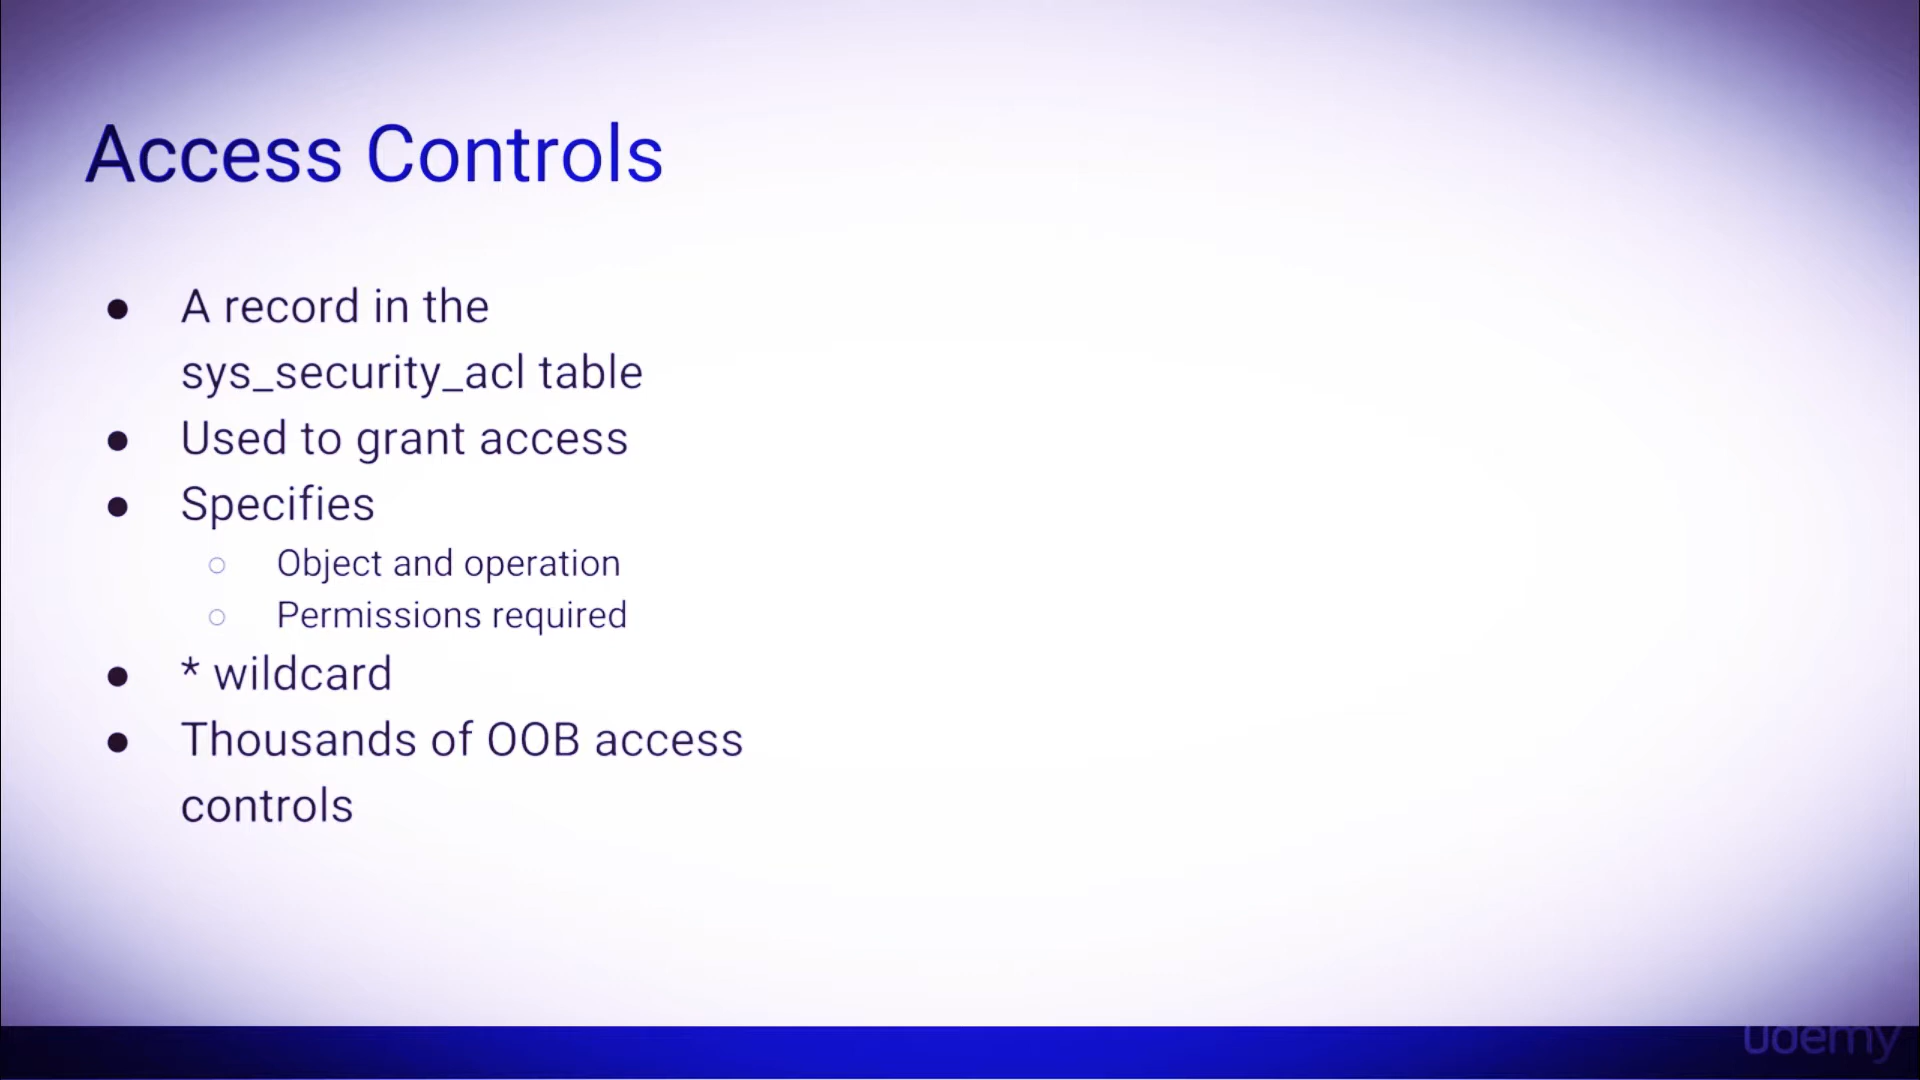 Access Controls
● A record in the
sys_security_acl table
● Used to grant access
● Specifies
○ Object and operation
○ Permissions required
● * wildcard
● Thousands of OOB access
controls
udemy